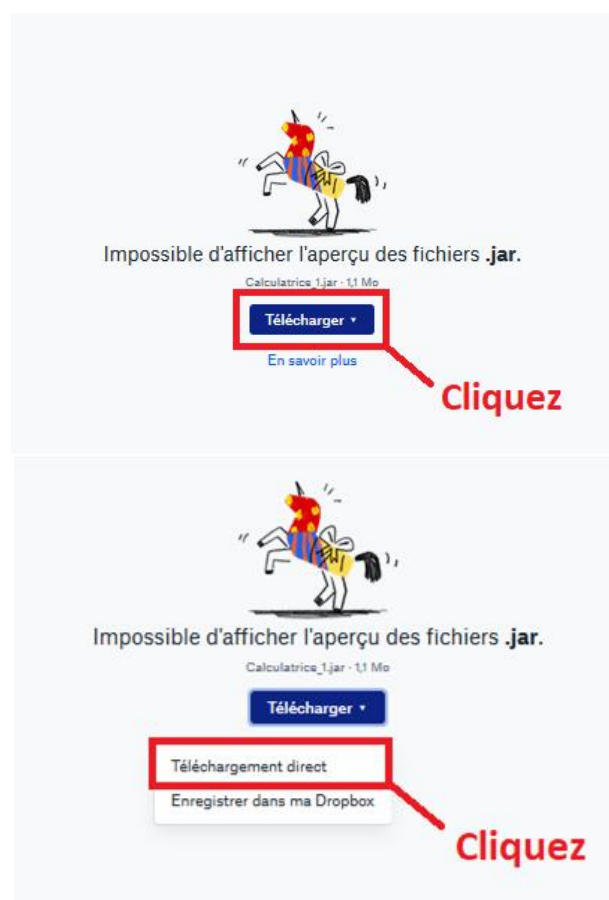 Impossible d'afficher l'aperçu des fichiers .jar.
Calculatrice_1.jar · 1,1 Mo
Télécharger
En savoir plus
Cliquez
Impossible d'afficher l'aperçu des fichiers .jar.
Calculatrice_1.jar · 1,1 Mo
Télécharger
Téléchargement direct
Enregistrer dans ma Dropbox
Cliquez